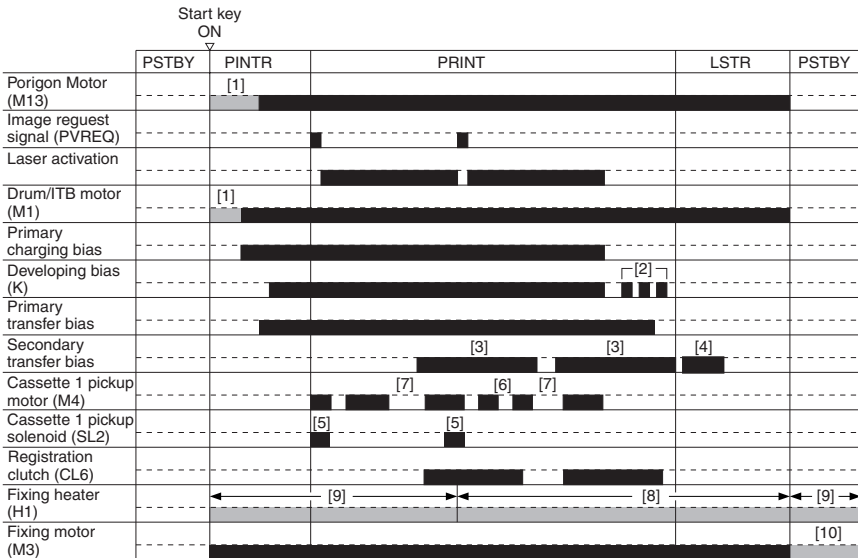 Start key
ON
PSTBY PINTR PRINT LSTR PSTBY
Porigon Motor
(M13)
[1]
Image reguest
signal (PVREQ)
Laser activation
Drum/ITB motor
(M1)
[1]
Primary
charging bias
Developing bias
(K)
[2]
Primary
transfer bias
Secondary
transfer bias
[3] [3] [4]
Cassette 1 pickup
motor (M4)
[7] [6] [7]
Cassette 1 pickup
solenoid (SL2)
[5] [5]
Registration
clutch (CL6)
Fixing heater
(H1)
[9] [8] [9]
Fixing motor
(M3)
[10]